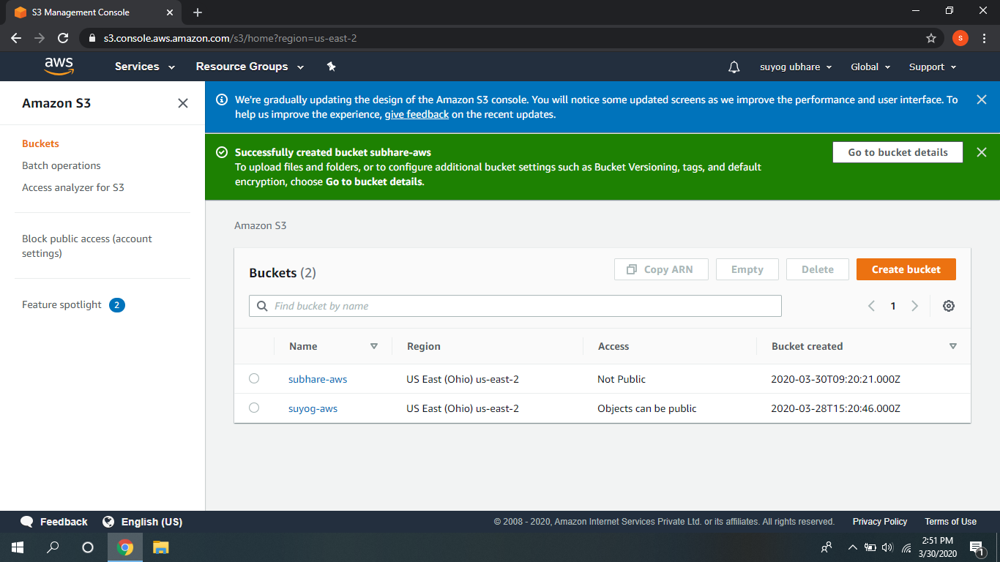 S3 Management Console
s3.console.aws.amazon.com/s3/home?region=us-east-2
S
aws
Services
Resource Groups
suyog ubhare
Global
Support
Amazon S3
Buckets
Batch operations
Access analyzer for S3
Block public access (account
settings)
Feature spotlight 2
We're gradually updating the design of the Amazon S3 console. You will notice some updated screens as we improve the performance and user interface. To
help us improve the experience, give feedback on the recent updates.
Successfully created bucket subhare-aws
To upload files and folders, or to configure additional bucket settings such as Bucket Versioning, tags, and default
encryption, choose Go to bucket details.
Go to bucket details
Amazon S3
Buckets (2)
Copy ARN
Empty
Delete
Create bucket
Find bucket by name
1
Name Region Access Bucket created
subhare-aws US East (Ohio) us-east-2 Not Public 2020-03-30T09:20:21.000Z
suyog-aws US East (Ohio) us-east-2 Objects can be public 2020-03-28T15:20:46.000Z
Feedback
English (US)
© 2008 - 2020, Amazon Internet Services Private Ltd. or its affiliates. All rights reserved.
Privacy Policy
Terms of Use
2:51 PM
3/30/2020
1